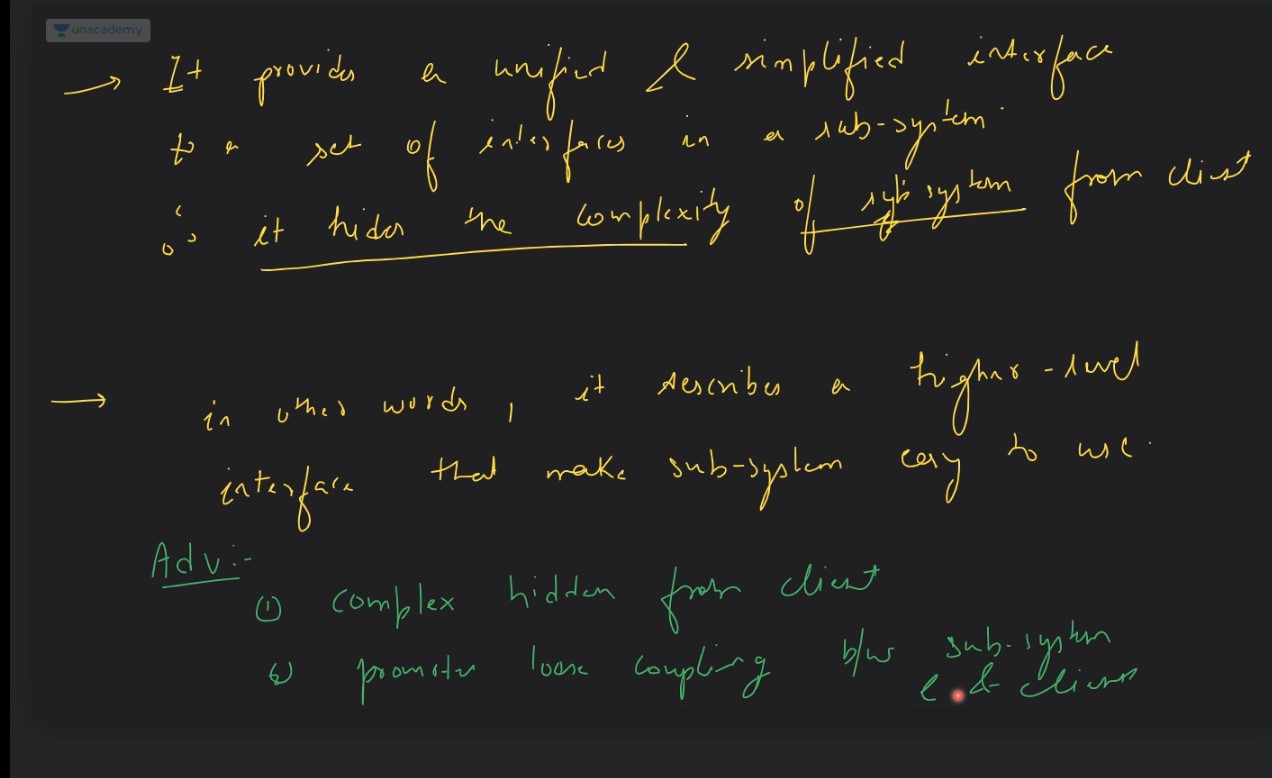 unacademy
→ It provides a unified & simplified interface
to a set of interfaces in a sub-system.
∴ it hides the complexity of sub system from client
→ in other words, it describes a higher-level
interface that make sub-system easy to use.
Adv:-
① complex hidden from client
② promotes loose coupling b/w sub-system
& client